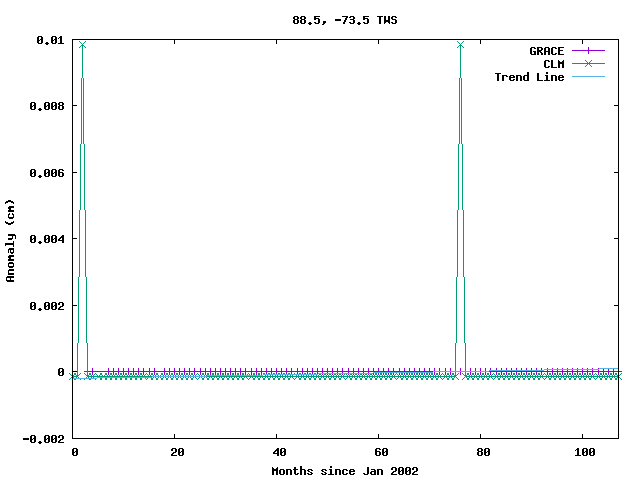 88.5, -73.5 TWS
0.01
0.008
0.006
0.004
0.002
0
-0.002
Anomaly (cm)
GRACE
CLM
Trend Line
0 20 40 60 80 100
Months since Jan 2002